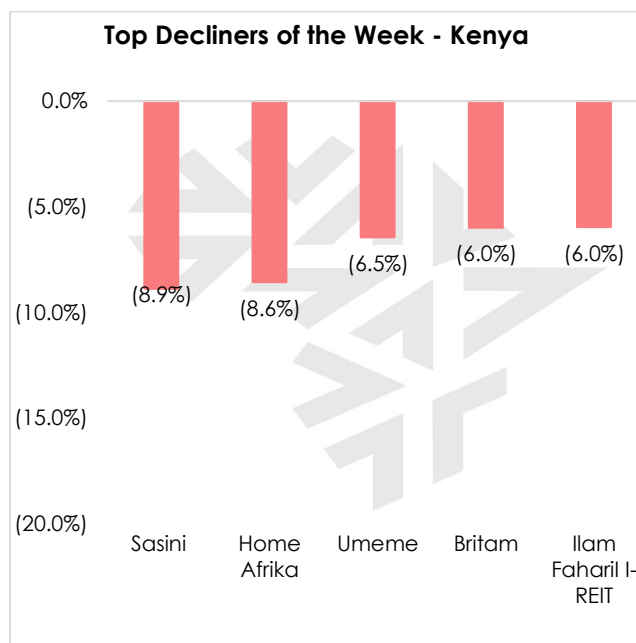 Top Decliners of the Week - Kenya
0.0%
(5.0%)
(10.0%)
(15.0%)
(20.0%)
(8.9%)
(8.6%)
(6.5%)
(6.0%)
(6.0%)
Sasini
Home
Afrika
Umeme
Britam
Ilam
Faharil I-
REIT